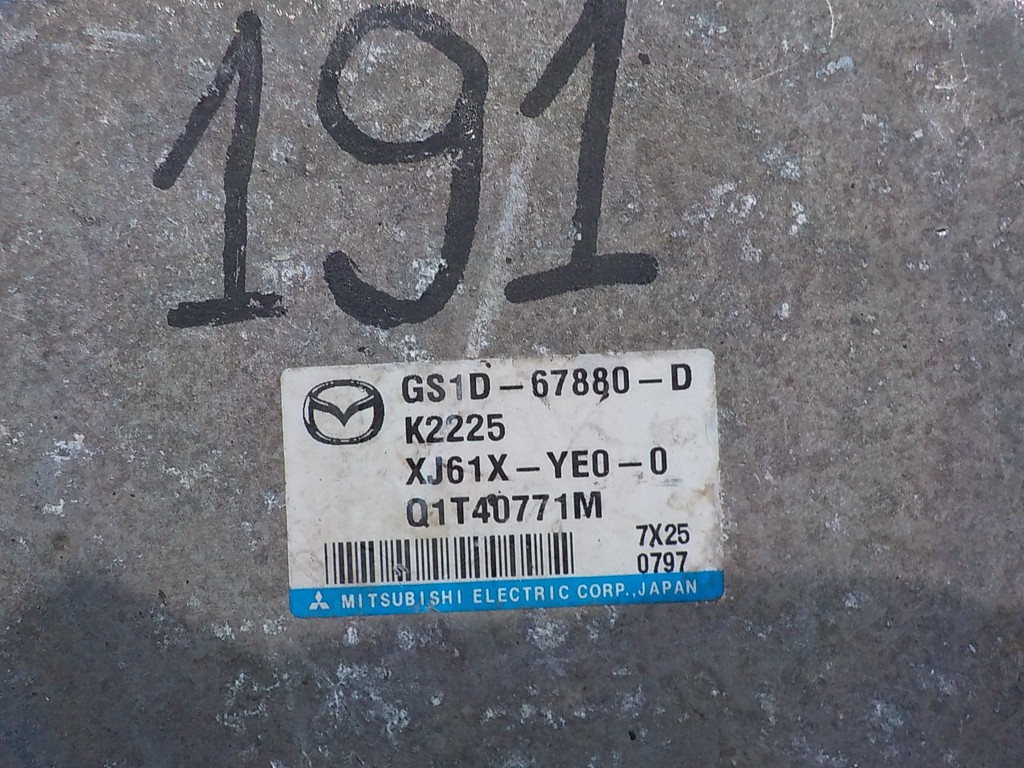 191
GS1D-67880-D
K2225
XJ61X-YE0-0
Q1T40771M
7X25
0797
MITSUBISHI ELECTRIC CORP.,JAPAN